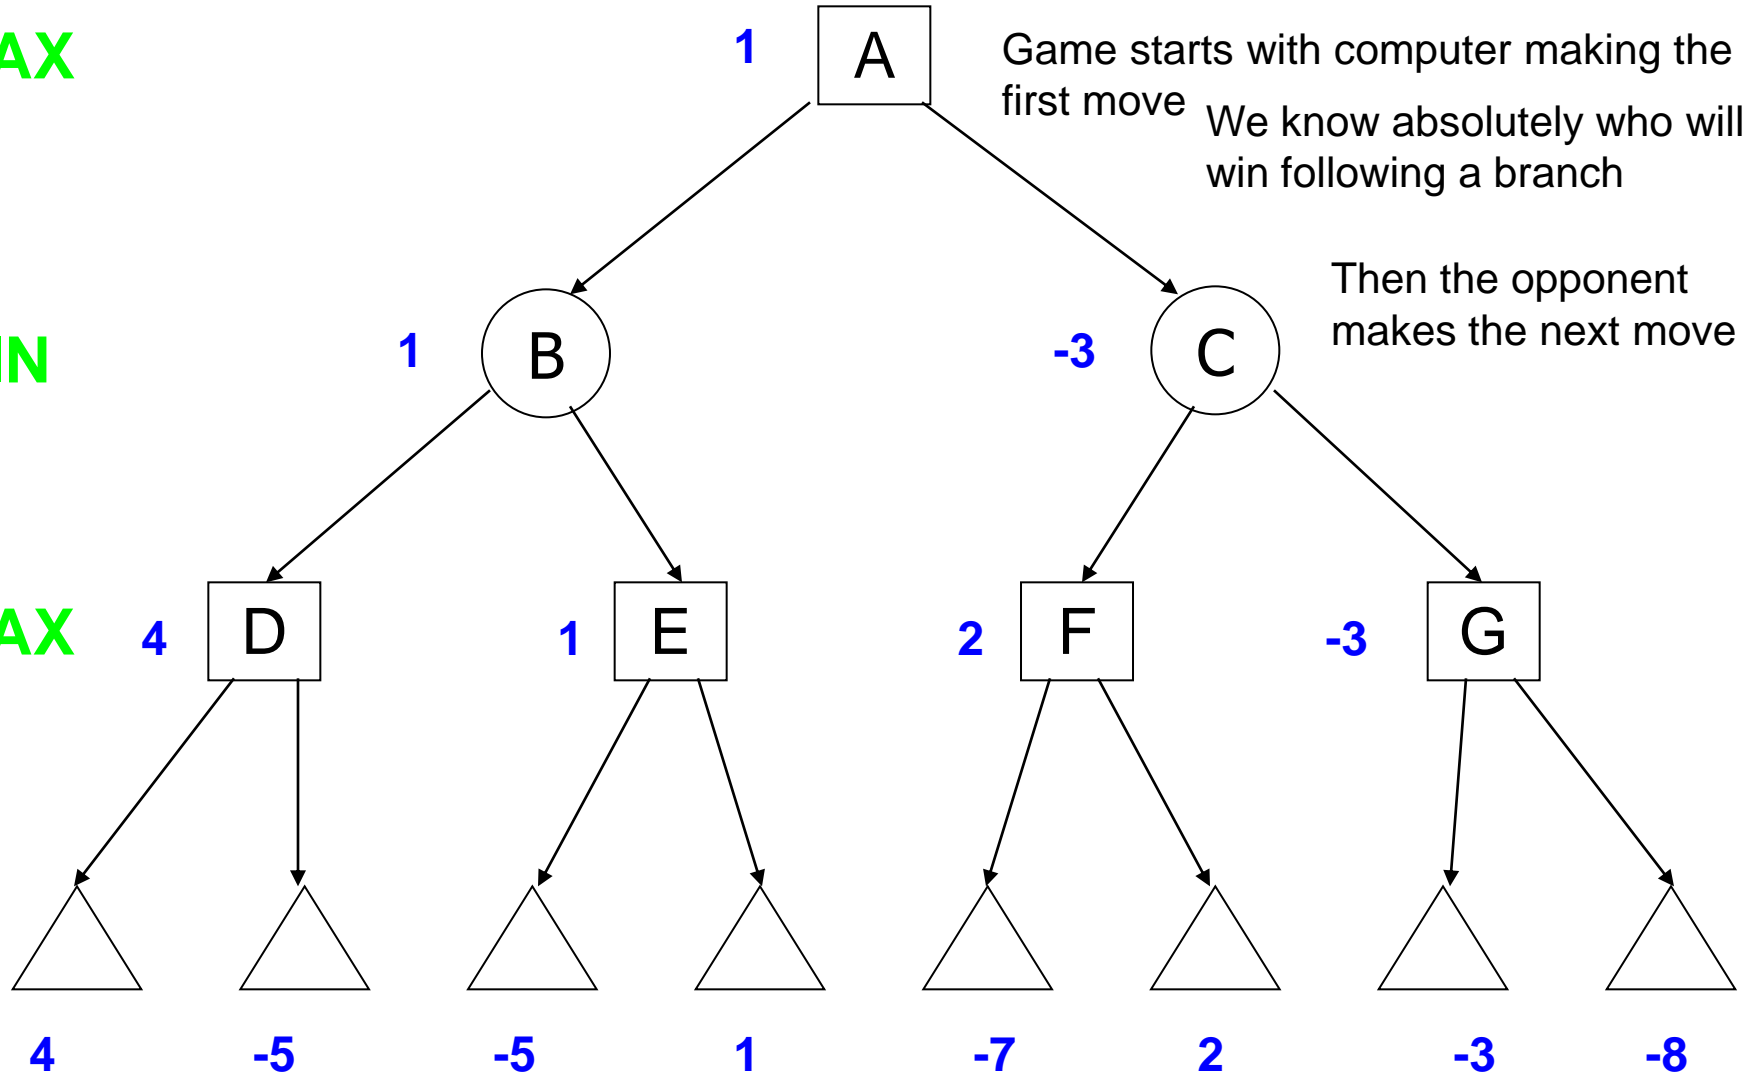 AX
1
A
Game starts with computer making the
first move
We know absolutely who will
win following a branch
Then the opponent
makes the next move
IN
1
B
-3
C
AX
4
D
1
E
2
F
-3
G
4
-5
-5
1
-7
2
-3
-8